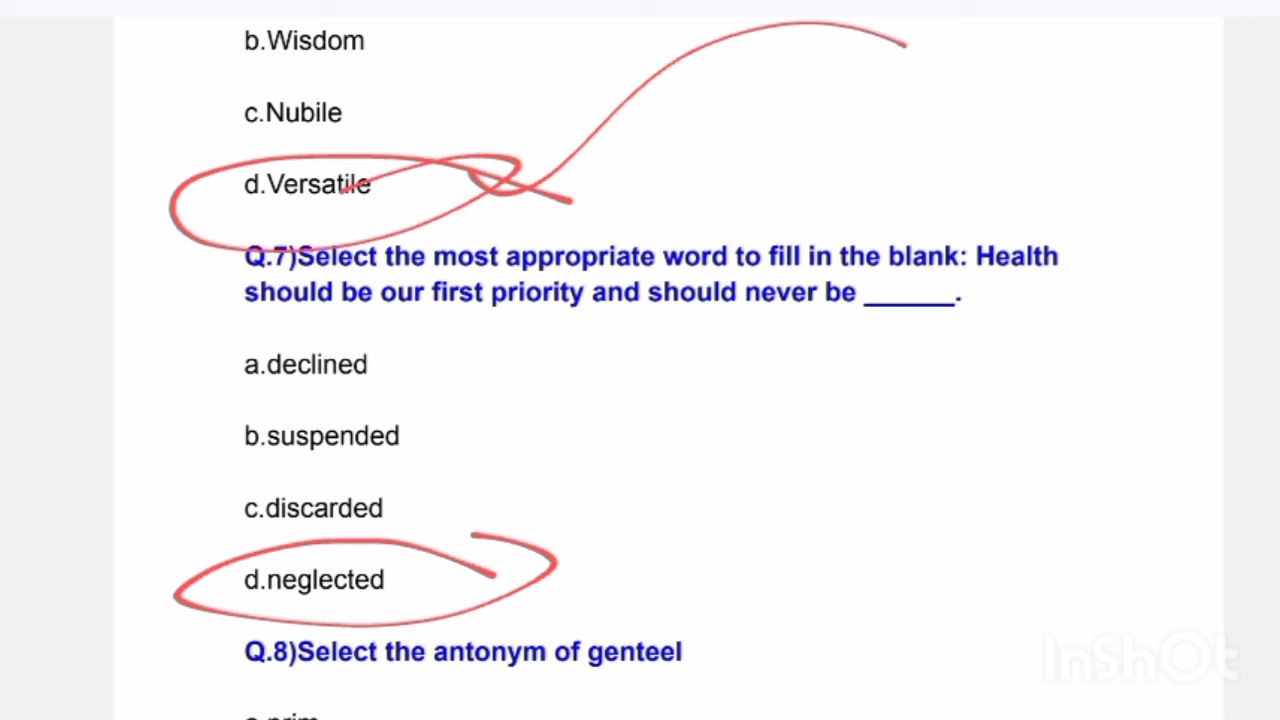 b.Wisdom
c.Nubile
d.Versatile
Q.7)Select the most appropriate word to fill in the blank: Health
should be our first priority and should never be ______.
a.declined
b.suspended
c.discarded
d.neglected
Q.8)Select the antonym of genteel
a.prim
InShOt